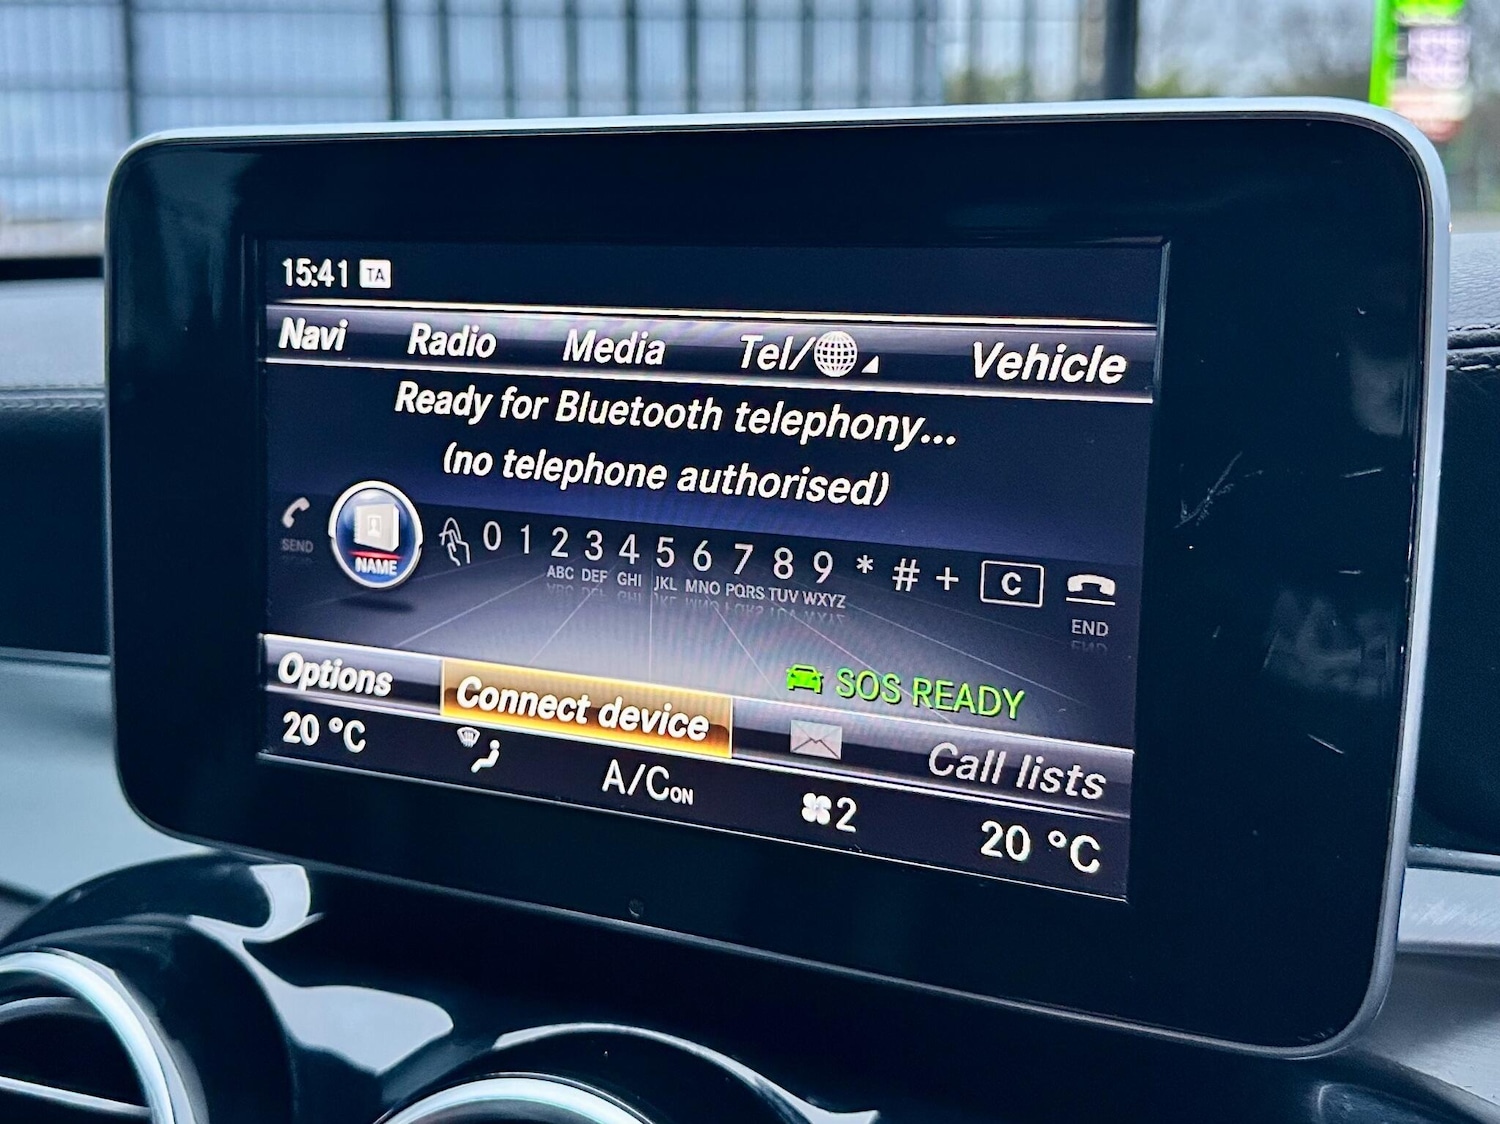 15:41 TA
Navi Radio Media Tel/ Vehicle
Ready for Bluetooth telephony...
(no telephone authorised)
SEND NAME 0 1 2 3 4 5 6 7 8 9 * # + C END
ABC DEF GHI JKL MNO PQRS TUV WXYZ
SOS READY
Options Connect device Call lists
20 °C A/C ON 2 20 °C